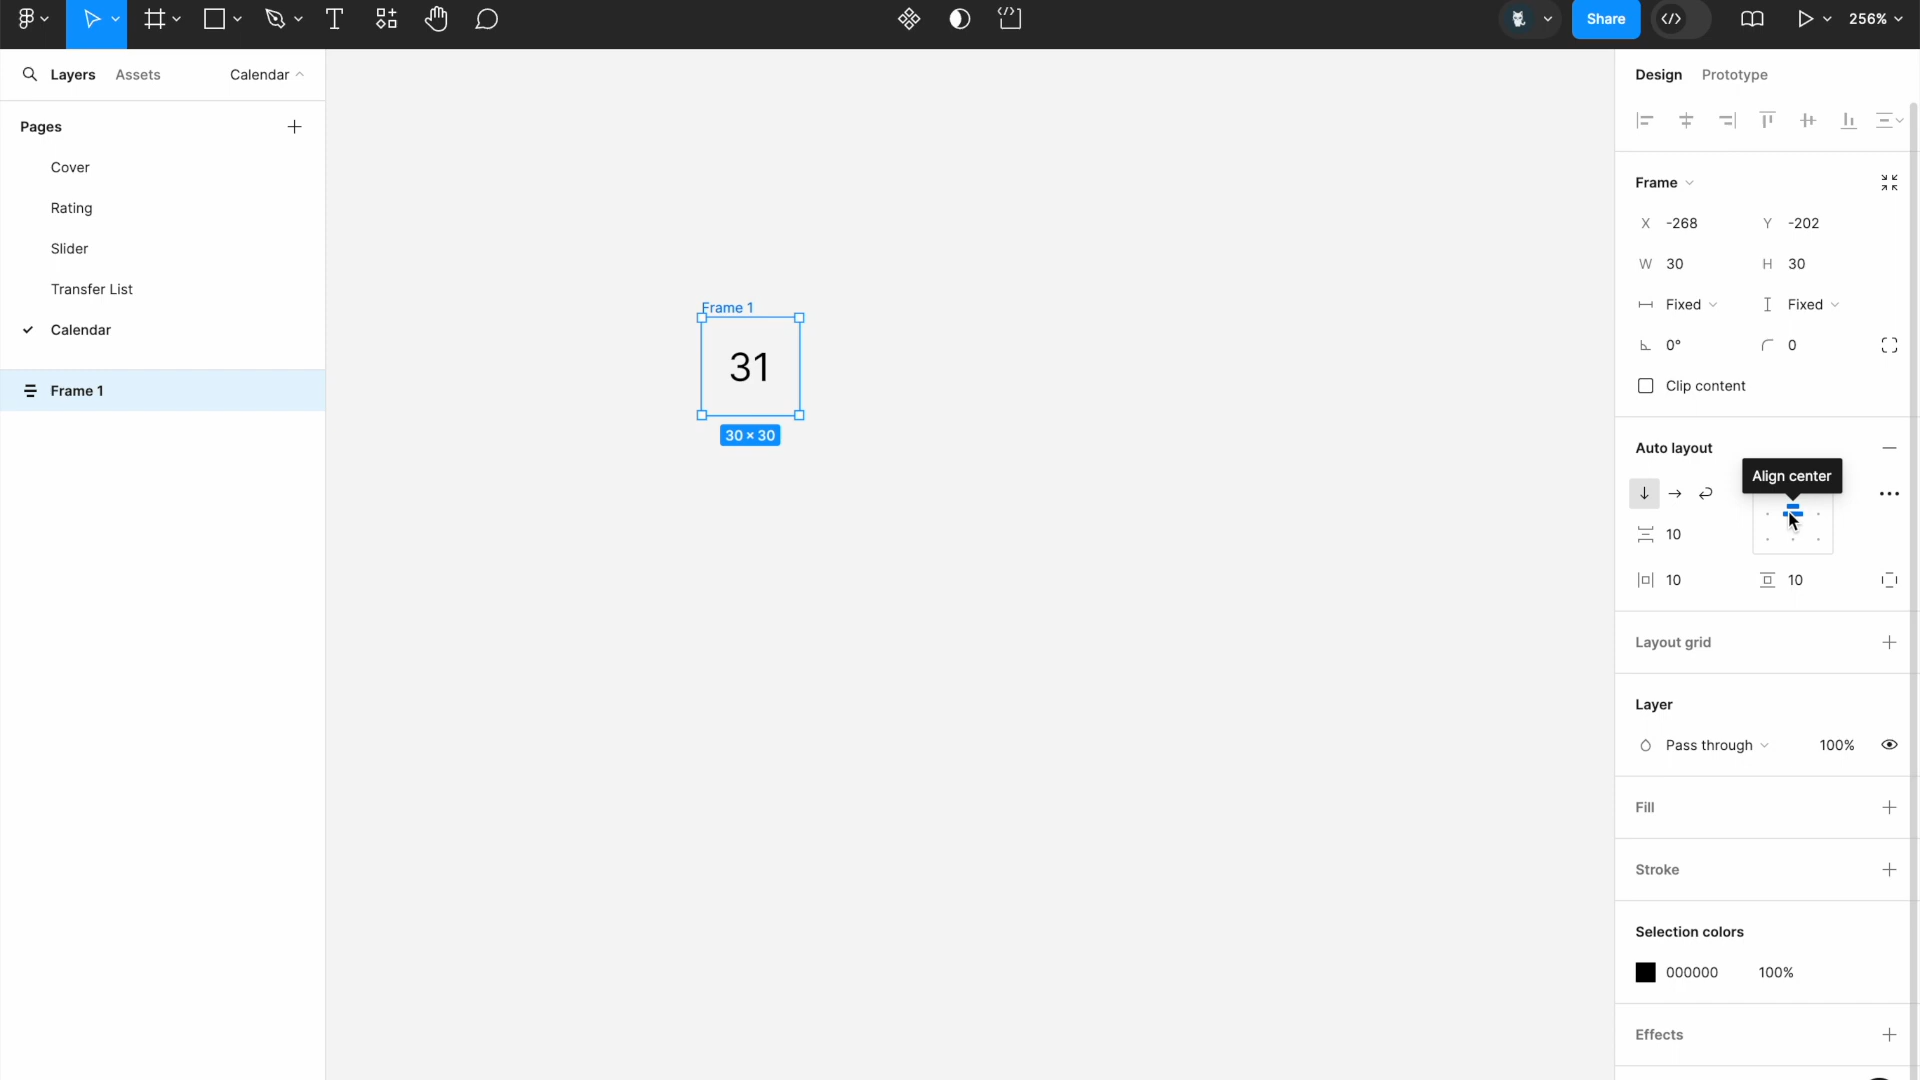 Share
256%
Layers Assets Calendar
Pages
Cover
Rating
Slider
Transfer List
Calendar
Frame 1
Frame 1
31
30 × 30
Design Prototype
Frame
X -268 Y -202
W 30 H 30
Fixed Fixed
0° 0
Clip content
Auto layout
Align center
10
10 10
Layout grid
Layer
Pass through 100%
Fill
Stroke
Selection colors
000000 100%
Effects